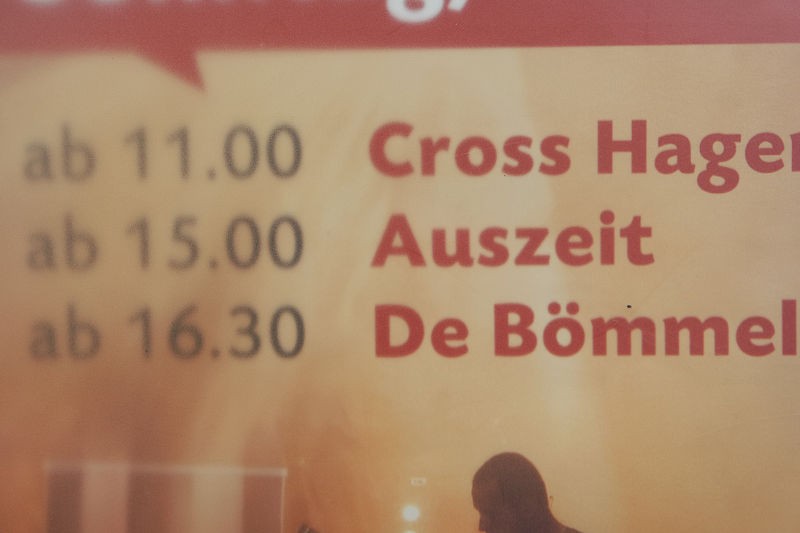 ab 11.00 Cross Hagen
ab 15.00 Auszeit
ab 16.30 De Bömmel